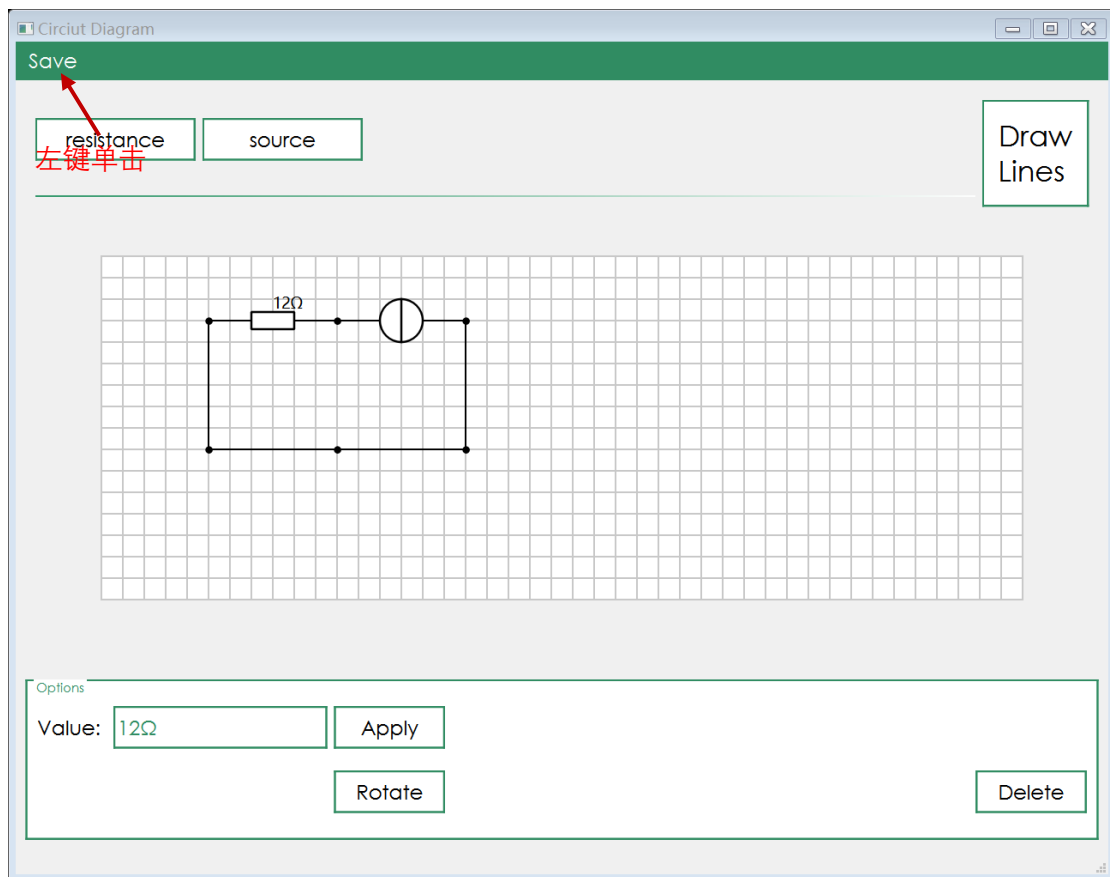 Circiut Diagram
Save
resistance
source
左键单击
Draw
Lines
12Ω
Options
Value:
12Ω
Apply
Rotate
Delete